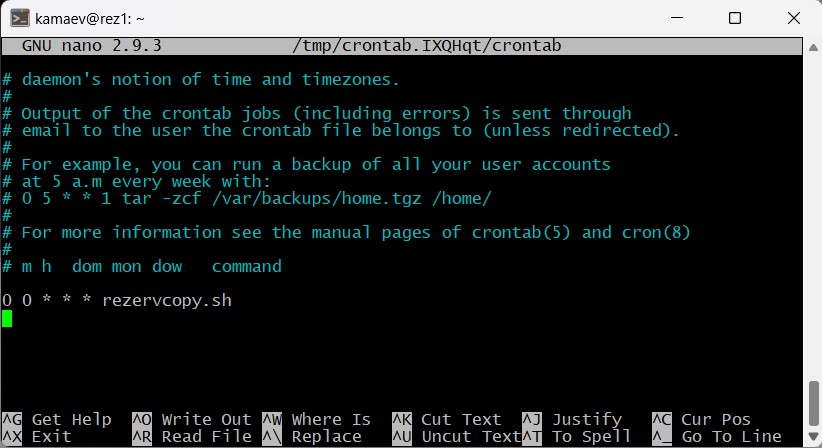 kamaev@rez1: ~
GNU nano 2.9.3 /tmp/crontab.IXQHqt/crontab
# daemon's notion of time and timezones.
#
# Output of the crontab jobs (including errors) is sent through
# email to the user the crontab file belongs to (unless redirected).
#
# For example, you can run a backup of all your user accounts
# at 5 a.m every week with:
# 0 5 * * 1 tar -zcf /var/backups/home.tgz /home/
#
# For more information see the manual pages of crontab(5) and cron(8)
#
# m h  dom mon dow   command
0 0 * * * rezervcopy.sh
^G Get Help ^O Write Out ^W Where Is ^K Cut Text ^J Justify ^C Cur Pos
^X Exit ^R Read File ^\ Replace ^U Uncut Text ^T To Spell ^_ Go To Line